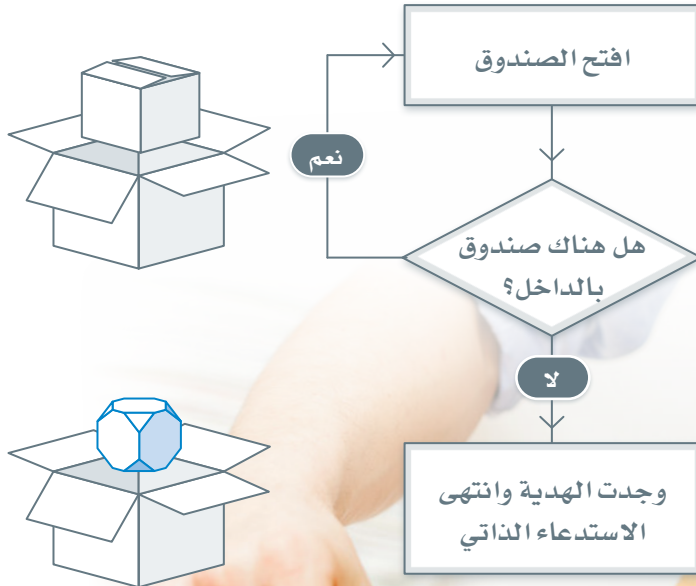 افتح الصندوق
نعم
هل هناك صندوق
بالداخل؟
لا
وجدت الهدية وانتهى
الاستدعاء الذاتي